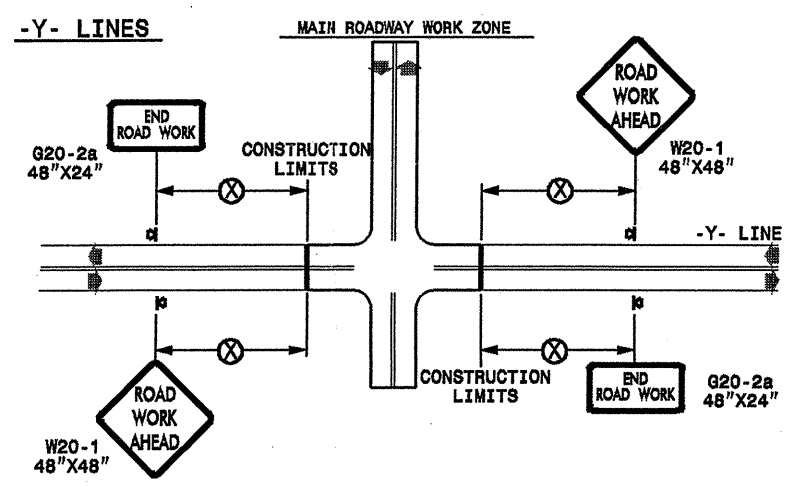 -Y- LINES
MAIN ROADWAY WORK ZONE
END
ROAD WORK
G20-2a
48"X24"
CONSTRUCTION
LIMITS
X
X
ROAD
WORK
AHEAD
W20-1
48"X48"
-Y- LINE
X
X
ROAD
WORK
AHEAD
W20-1
48"X48"
CONSTRUCTION
LIMITS
END
ROAD WORK
G20-2a
48"X24"